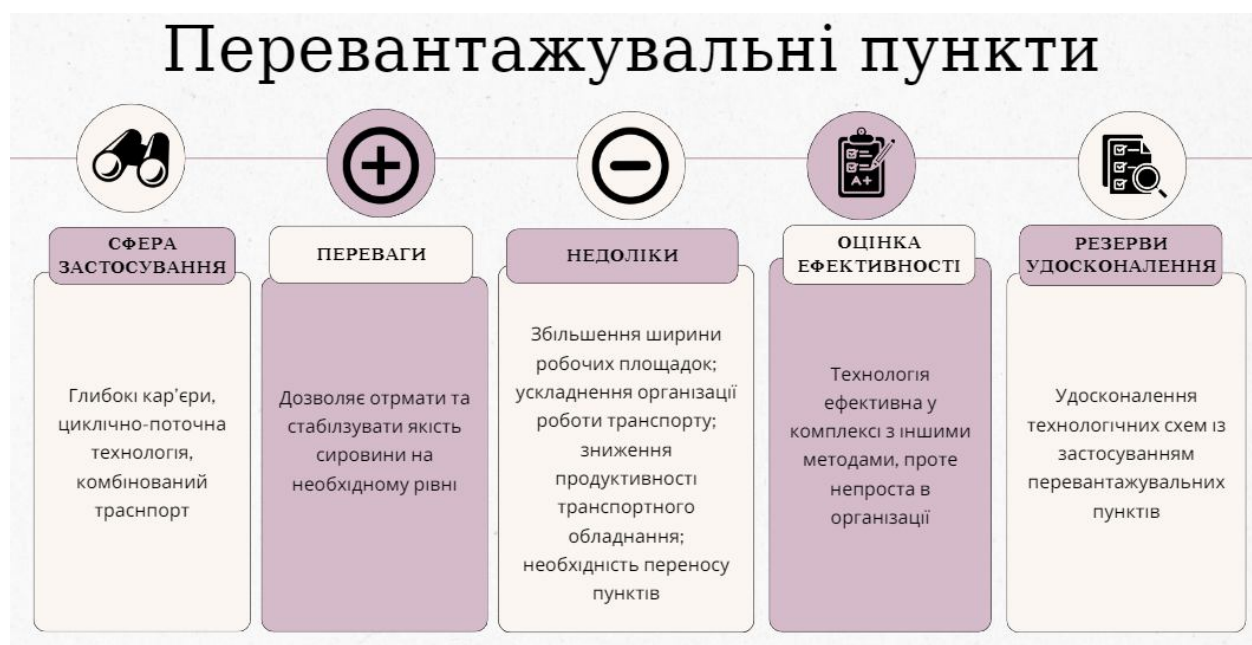 Перевантажувальні пункти
СФЕРА
ЗАСТОСУВАННЯ
Глибокі кар'єри,
циклічно-поточна
технологія,
комбінований
траснпорт
ПЕРЕВАГИ
Дозволяє отрмати та
стабілзувати якість
сировини на
необхідному рівні
НЕДОЛІКИ
Збільшення ширини
робочих площадок;
ускладнення організації
роботи транспорту;
зниження
продуктивності
транспортного
обладнання;
необхідність переносу
пунктів
A+
ОЦІНКА
ЕФЕКТИВНОСТІ
Технологія
ефективна у
комплексі з іншими
методами, проте
непроста в
організації
РЕЗЕРВИ
УДОСКОНАЛЕННЯ
Удосконалення
технологічних схем із
застосуванням
перевантажувальних
пунктів